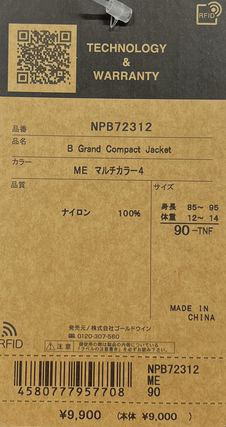 RFID
TECHNOLOGY
&
WARRANTY
品番 NPB72312
品名
B Grand Compact Jacket
カラー
ME マルチカラー4
品質
サイズ
ナイロン 100%
身長 85〜 95
体重 12〜 14
90-TNF
MADE IN
CHINA
発売元/株式会社ゴールドウイン
0120-307-560
RFID
注意
NPB72312
ME
90
4580777957708
¥9,900 (本体 ¥9,000 )